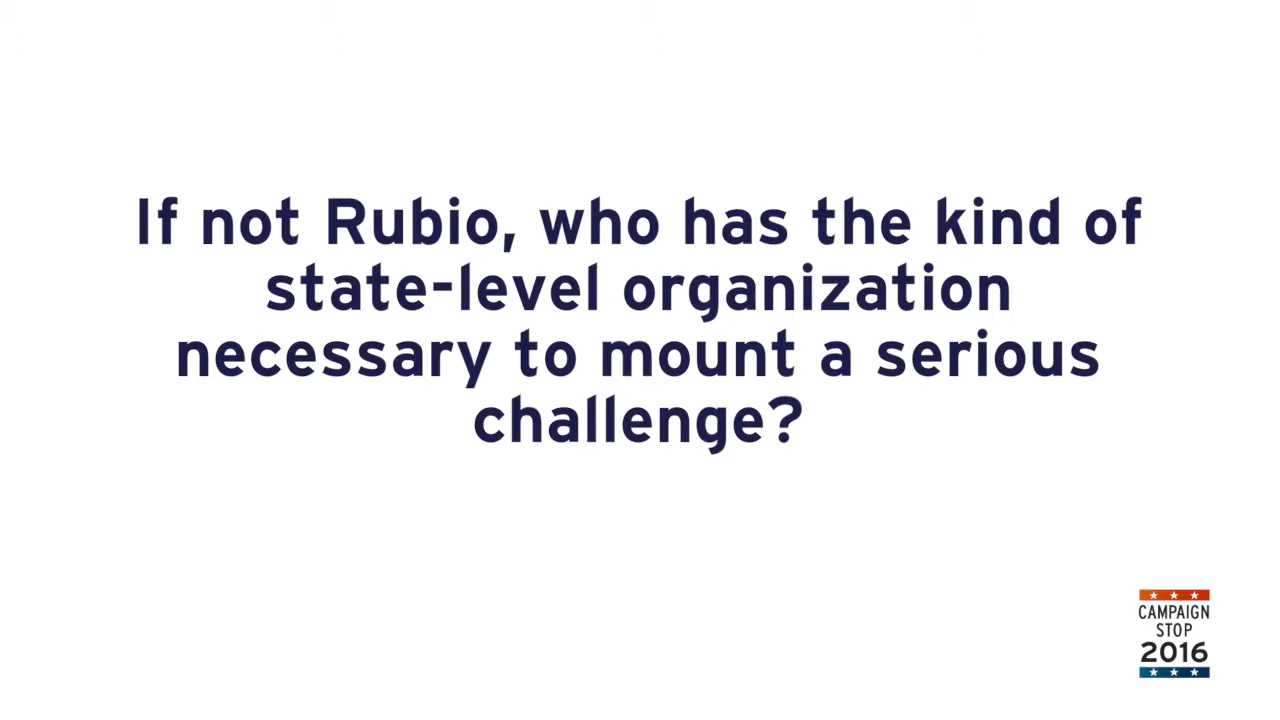 If not Rubio, who has the kind of
state-level organization
necessary to mount a serious
challenge?
CAMPAIGN
STOP
2016